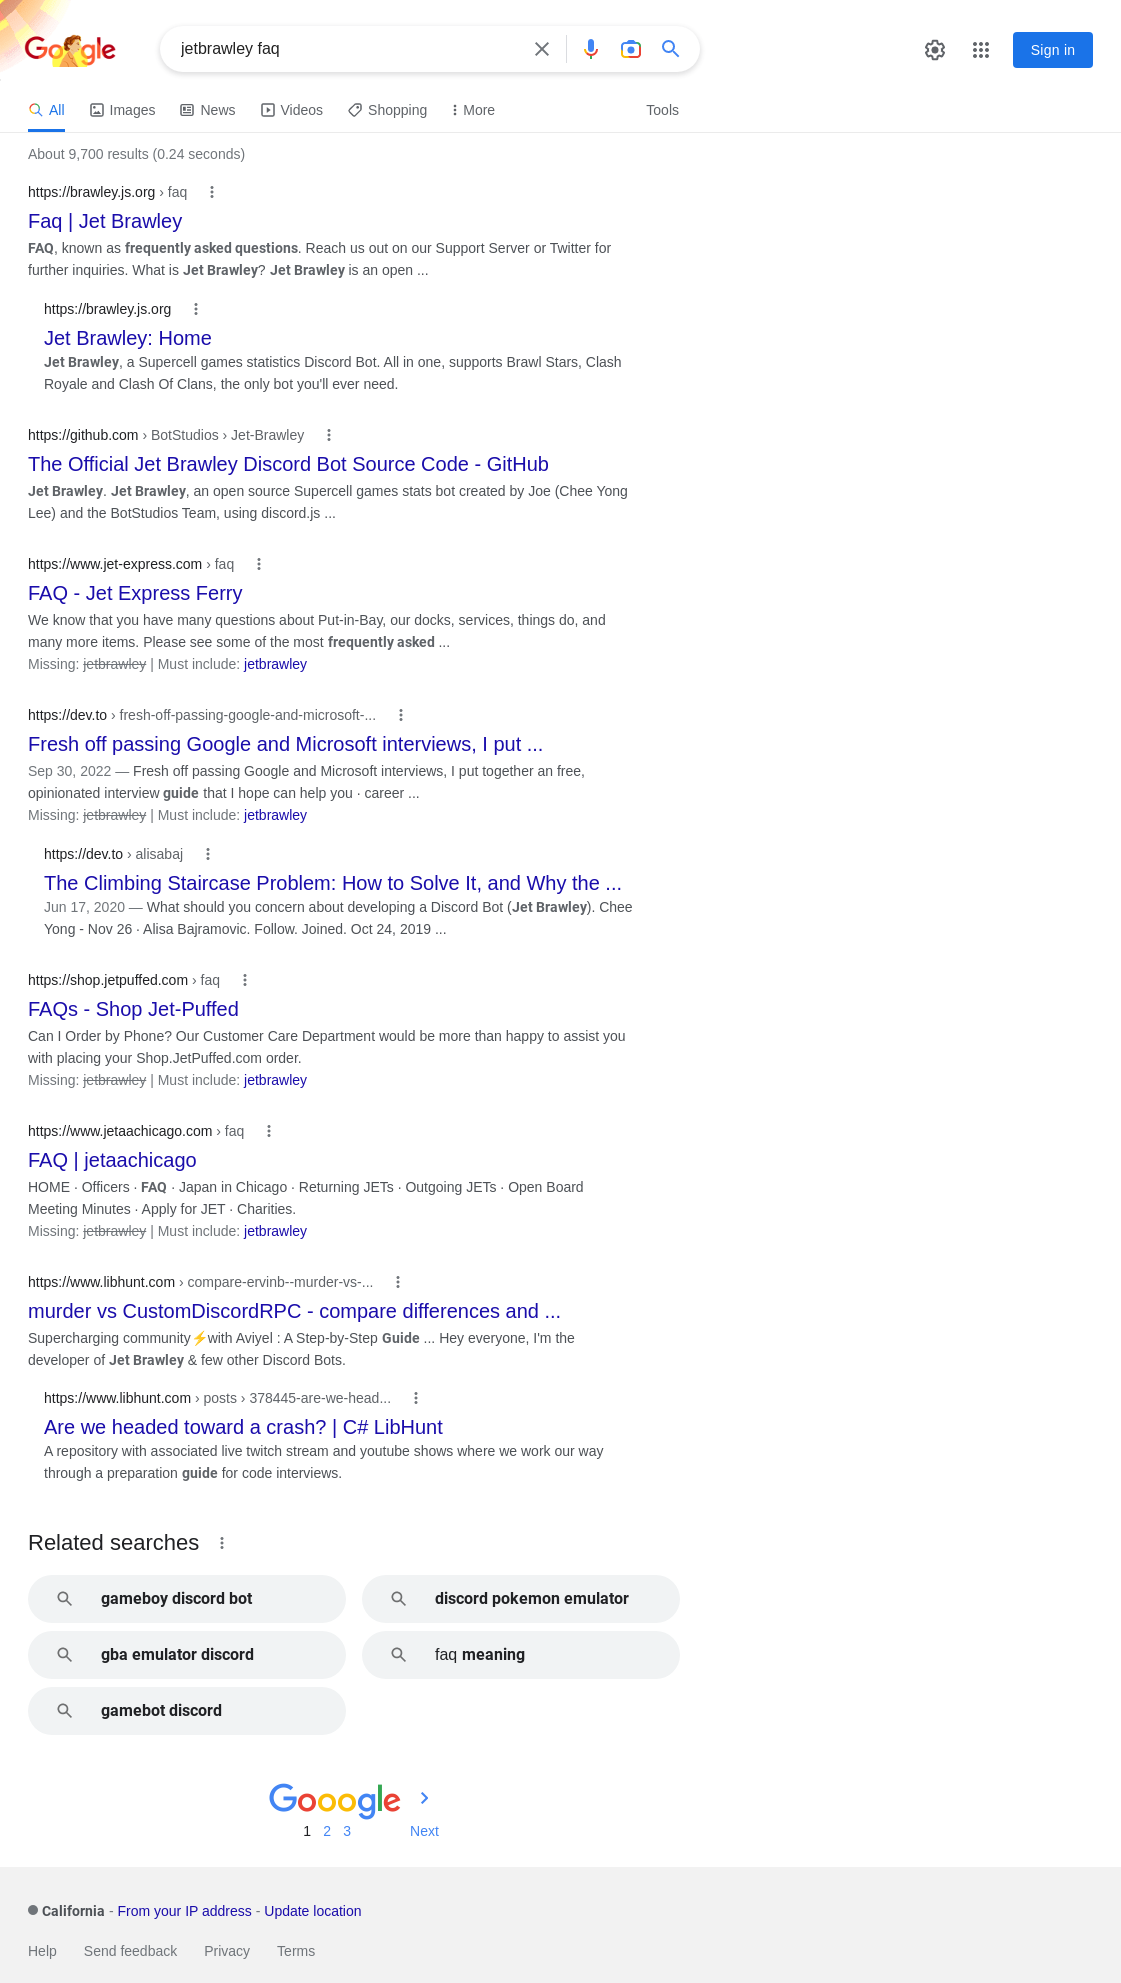 Google
jetbrawley faq
Sign in
All Images News Videos Shopping More Tools
About 9,700 results (0.24 seconds)
https://brawley.js.org › faq
Faq | Jet Brawley
FAQ, known as frequently asked questions. Reach us out on our Support Server or Twitter for
further inquiries. What is Jet Brawley? Jet Brawley is an open ...
https://brawley.js.org
Jet Brawley: Home
Jet Brawley, a Supercell games statistics Discord Bot. All in one, supports Brawl Stars, Clash
Royale and Clash Of Clans, the only bot you'll ever need.
https://github.com › BotStudios › Jet-Brawley
The Official Jet Brawley Discord Bot Source Code - GitHub
Jet Brawley. Jet Brawley, an open source Supercell games stats bot created by Joe (Chee Yong
Lee) and the BotStudios Team, using discord.js ...
https://www.jet-express.com › faq
FAQ - Jet Express Ferry
We know that you have many questions about Put-in-Bay, our docks, services, things do, and
many more items. Please see some of the most frequently asked ...
Missing: jetbrawley | Must include: jetbrawley
https://dev.to › fresh-off-passing-google-and-microsoft-...
Fresh off passing Google and Microsoft interviews, I put ...
Sep 30, 2022 — Fresh off passing Google and Microsoft interviews, I put together an free,
opinionated interview guide that I hope can help you · career ...
Missing: jetbrawley | Must include: jetbrawley
https://dev.to › alisabaj
The Climbing Staircase Problem: How to Solve It, and Why the ...
Jun 17, 2020 — What should you concern about developing a Discord Bot (Jet Brawley). Chee
Yong - Nov 26 · Alisa Bajramovic. Follow. Joined. Oct 24, 2019 ...
https://shop.jetpuffed.com › faq
FAQs - Shop Jet-Puffed
Can I Order by Phone? Our Customer Care Department would be more than happy to assist you
with placing your Shop.JetPuffed.com order.
Missing: jetbrawley | Must include: jetbrawley
https://www.jetaachicago.com › faq
FAQ | jetaachicago
HOME · Officers · FAQ · Japan in Chicago · Returning JETs · Outgoing JETs · Open Board
Meeting Minutes · Apply for JET · Charities.
Missing: jetbrawley | Must include: jetbrawley
https://www.libhunt.com › compare-ervinb--murder-vs-...
murder vs CustomDiscordRPC - compare differences and ...
Supercharging community⚡with Aviyel : A Step-by-Step Guide ... Hey everyone, I'm the
developer of Jet Brawley & few other Discord Bots.
https://www.libhunt.com › posts › 378445-are-we-head...
Are we headed toward a crash? | C# LibHunt
A repository with associated live twitch stream and youtube shows where we work our way
through a preparation guide for code interviews.
Related searches
gameboy discord bot
discord pokemon emulator
gba emulator discord
faq meaning
gamebot discord
Gooogle
1 2 3 Next
California - From your IP address - Update location
Help Send feedback Privacy Terms